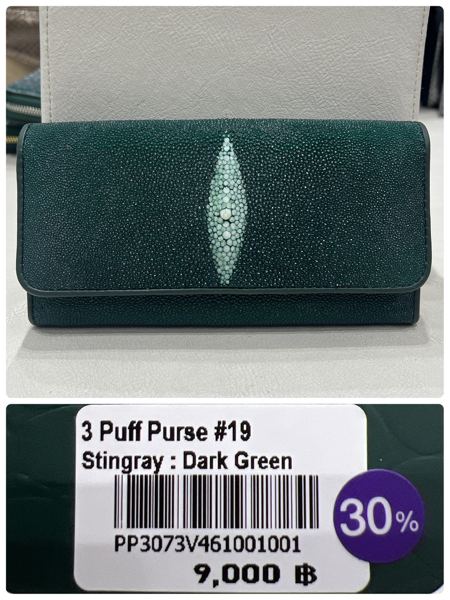 3 Puff Purse #19
Stingray : Dark Green
PP3073V461001001
9,000 ฿
30%